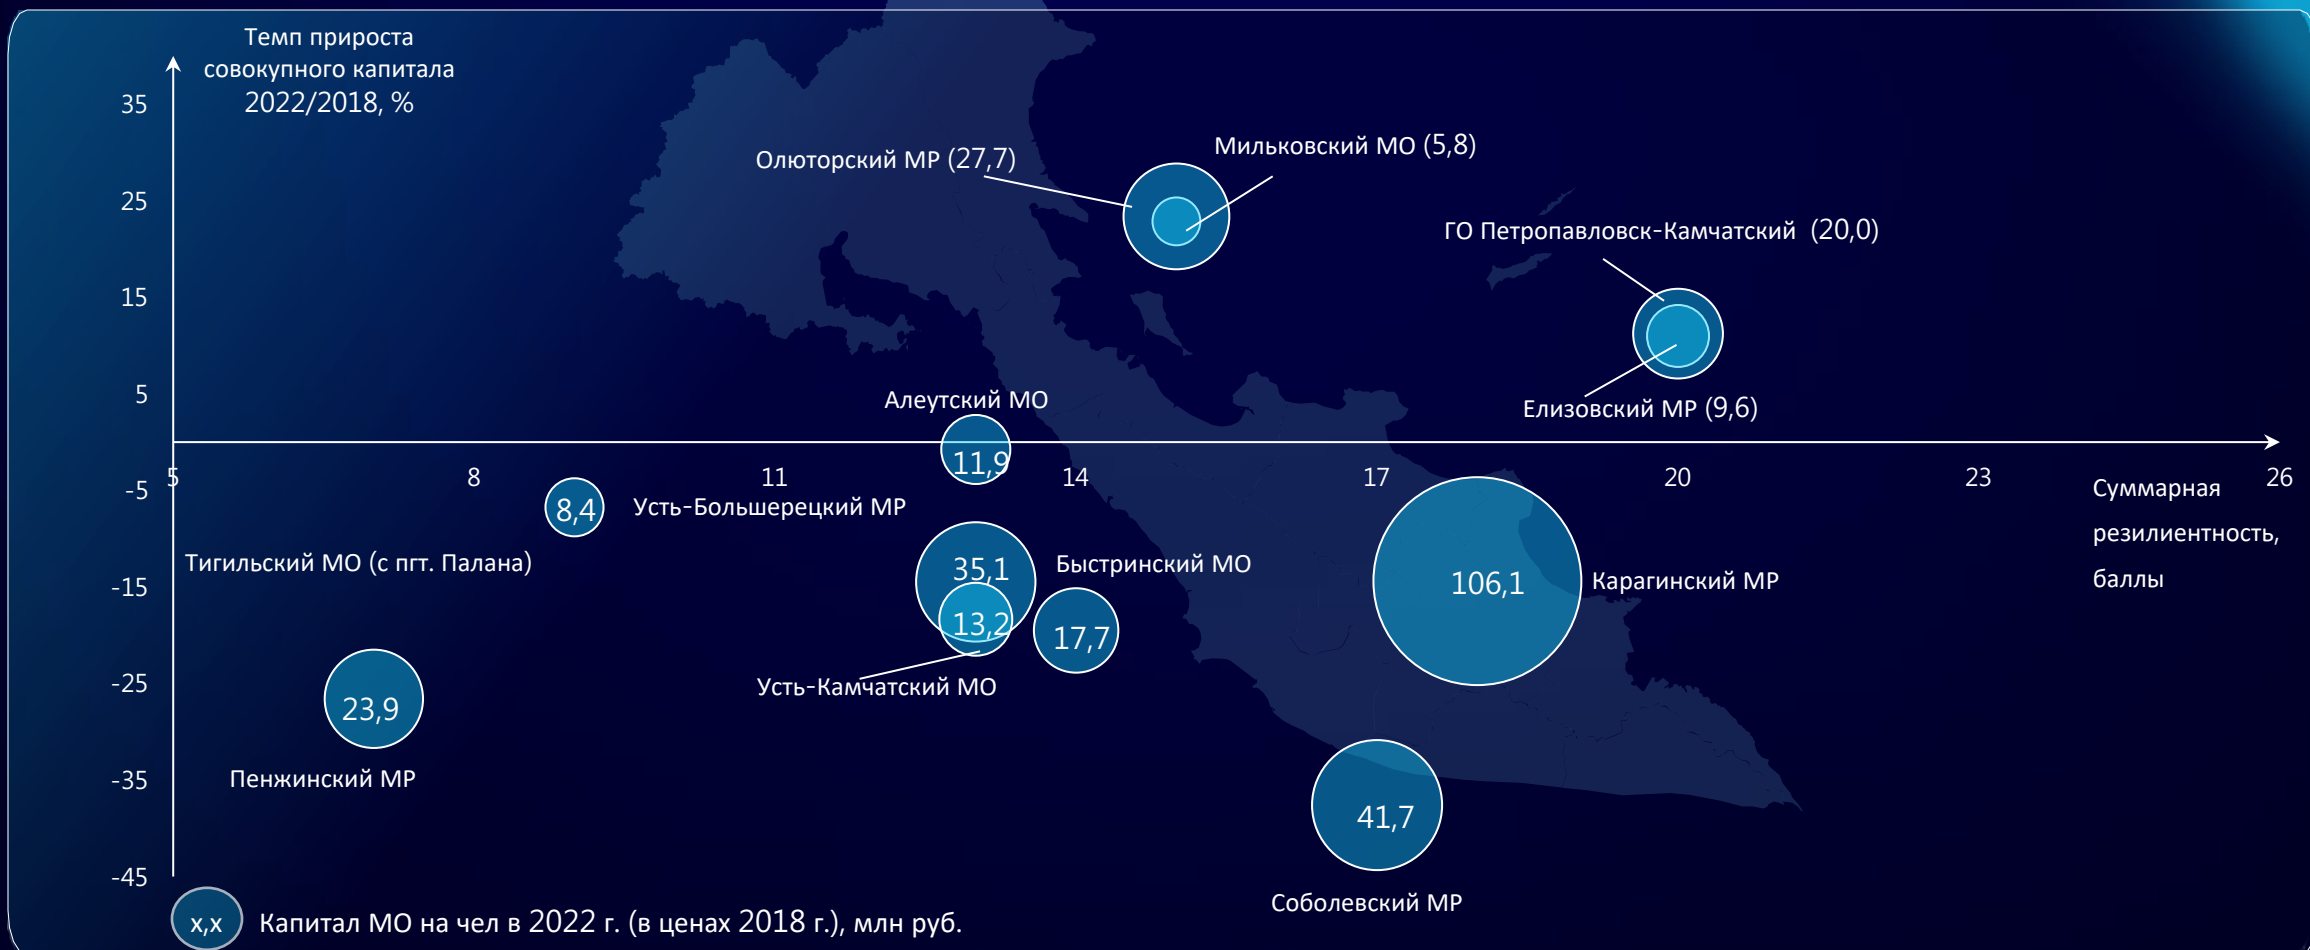 Темп прироста
совокупного капитала
2022/2018, %
35
25
15
5
-5
-15
-25
-35
-45
Олюторский МР (27,7)
Мильковский МО (5,8)
ГО Петропавловск-Камчатский (20,0)
Елизовский МР (9,6)
Алеутский МО
11,9
5
8
11
14
17
20
23
26
Суммарная
резилиентность,
баллы
8,4
Усть-Большерецкий МР
Тигильский МО (с пгт. Палана)
35,1
Быстринский МО
13,2
17,7
106,1
Карагинский МР
Усть-Камчатский МО
23,9
Пенжинский МР
41,7
Соболевский МР
х,х
Капитал МО на чел в 2022 г. (в ценах 2018 г.), млн руб.